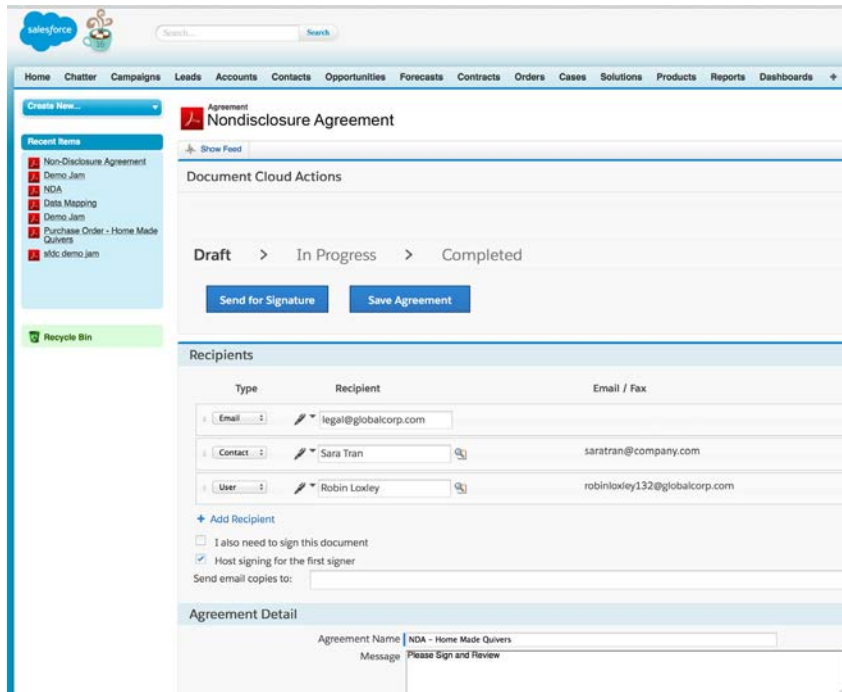 salesforce
Search...
Search
Home Chatter Campaigns Leads Accounts Contacts Opportunities Forecasts Contracts Orders Cases Solutions Products Reports Dashboards +
Create New...
Recent Items
Non-Disclosure Agreement
Demo Jam
NDA
Data Mapping
Demo Jam
Purchase Order - Home Made
Quivers
sfdc demo jam
Recycle Bin
Agreement
Nondisclosure Agreement
Show Feed
Document Cloud Actions
Draft > In Progress > Completed
Send for Signature Save Agreement
Recipients
Type Recipient Email / Fax
Email legal@globalcorp.com
Contact Sara Tran saratran@company.com
User Robin Loxley robinloxley132@globalcorp.com
+ Add Recipient
I also need to sign this document
Host signing for the first signer
Send email copies to:
Agreement Detail
Agreement Name NDA - Home Made Quivers
Message Please Sign and Review